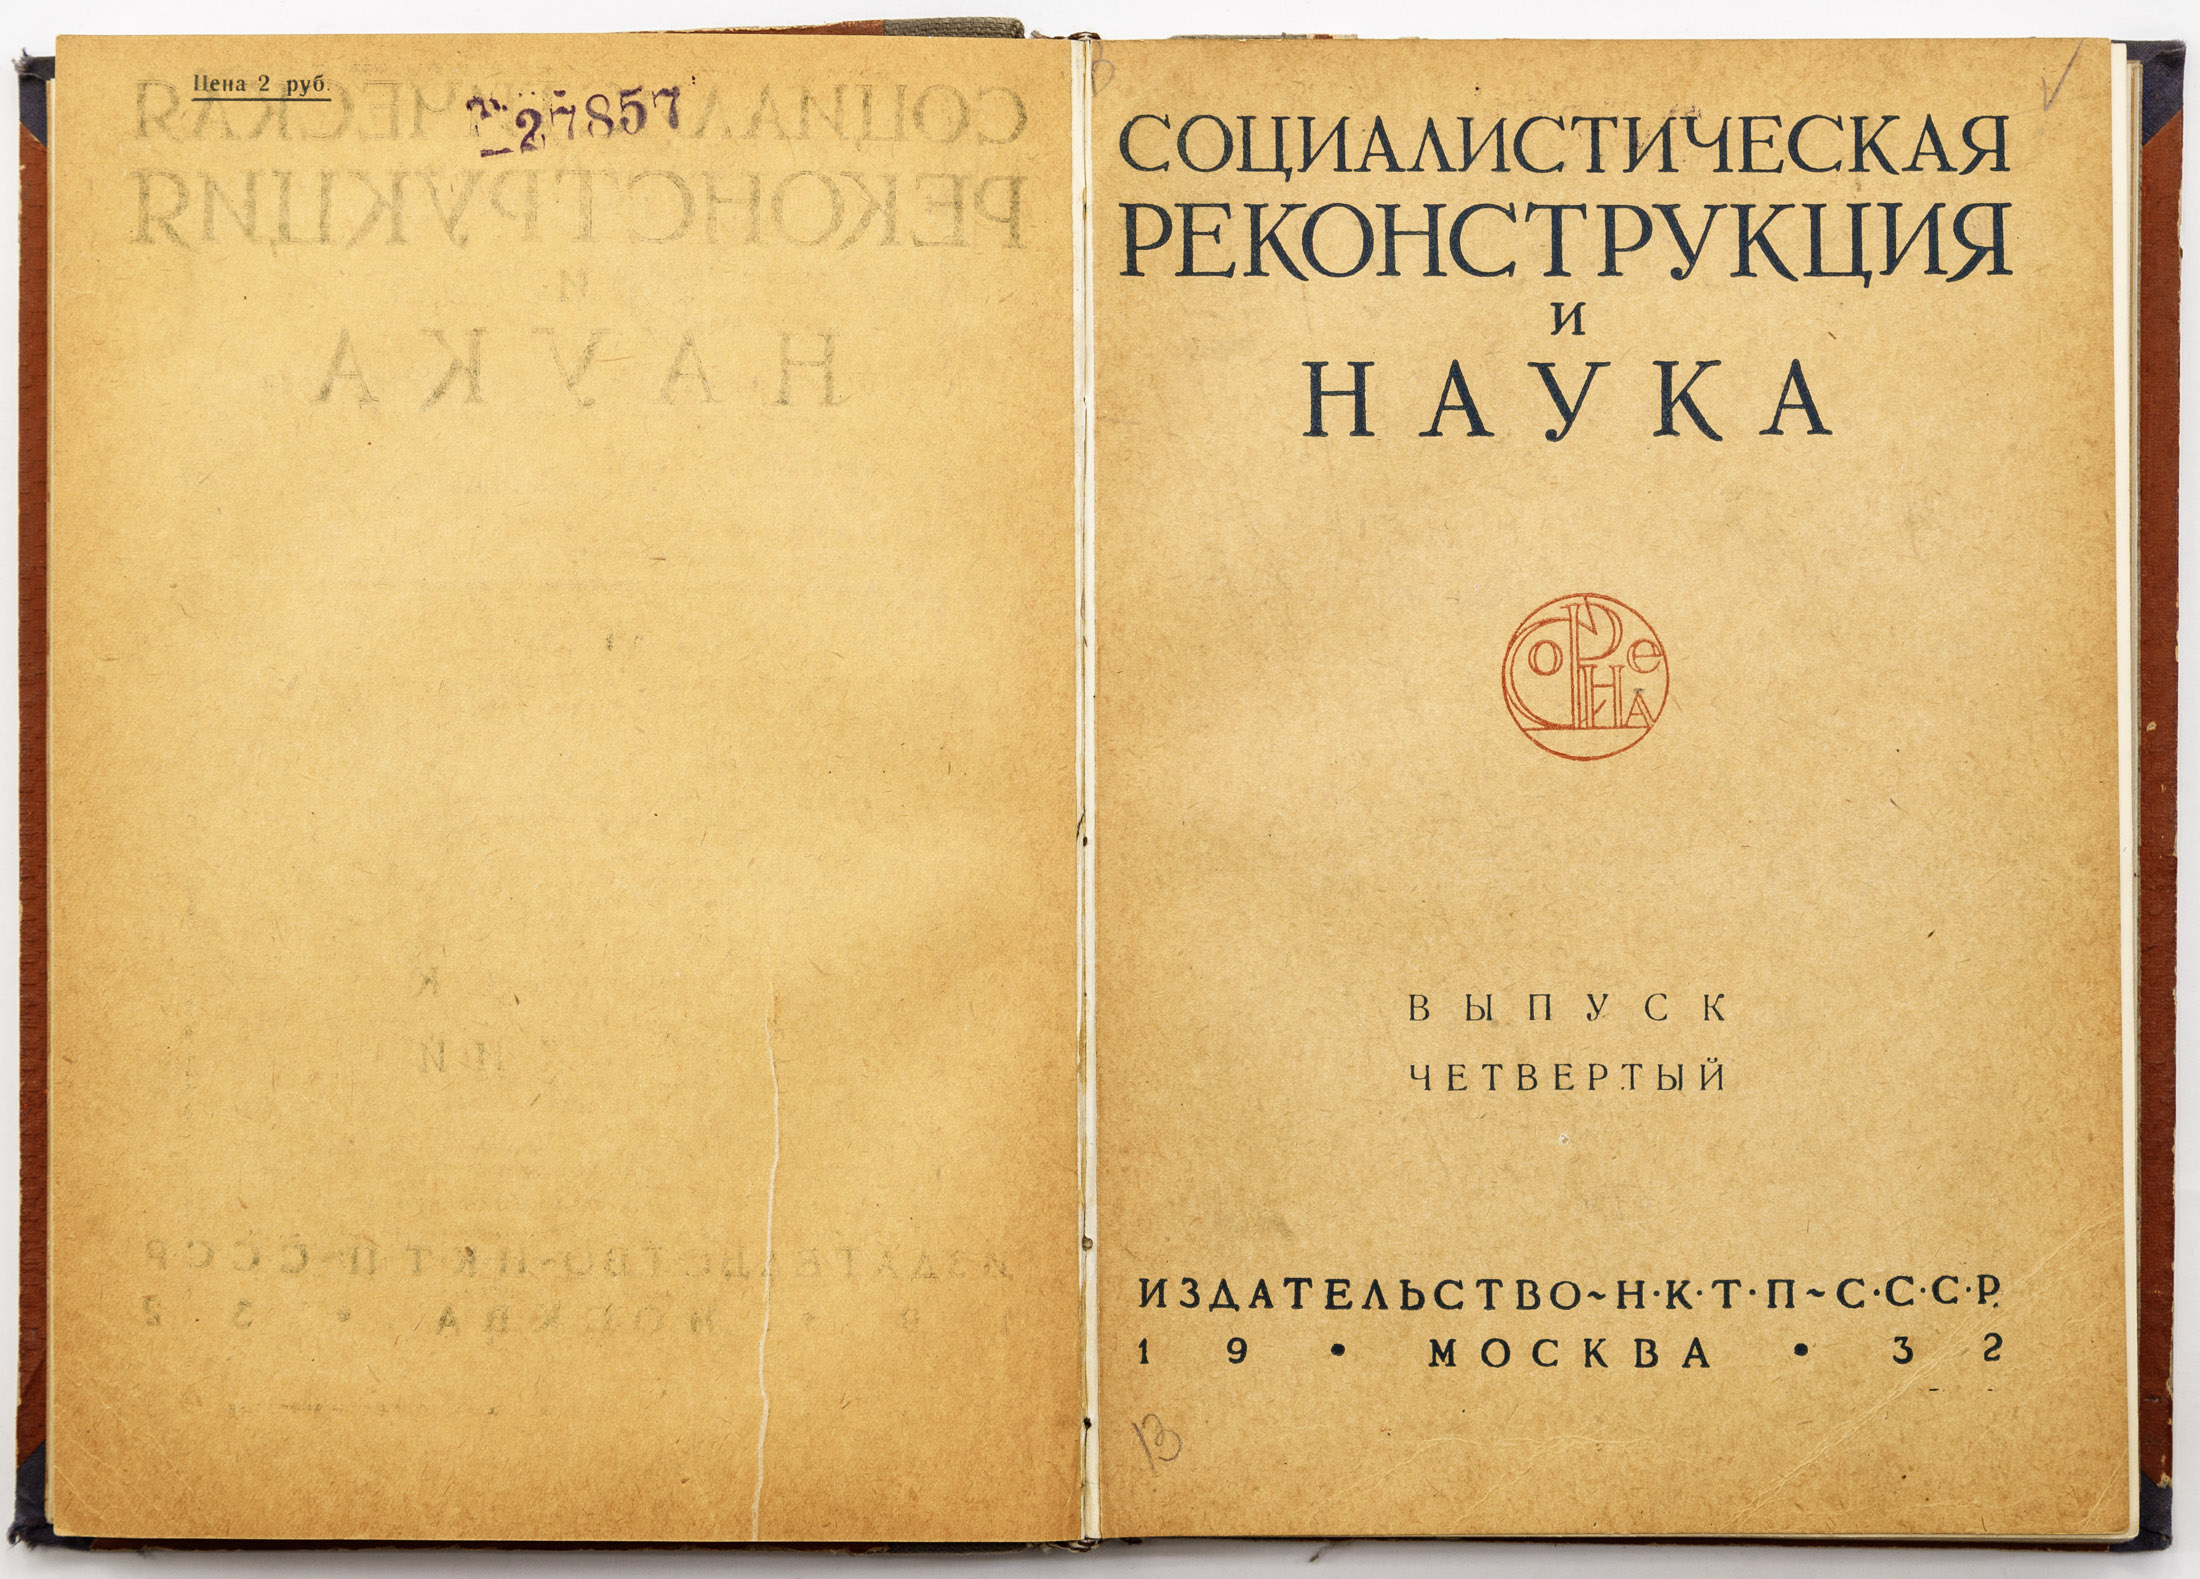 Цена 2 руб.
27857
СОЦИАЛИСТИЧЕСКАЯ
РЕКОНСТРУКЦИЯ
И
НАУКА
СОРЕНА
ВЫПУСК
ЧЕТВЕРТЫЙ
ИЗДАТЕЛЬСТВО~Н·К·Т·П~С·С·С·Р.
19 • МОСКВА • 32
13